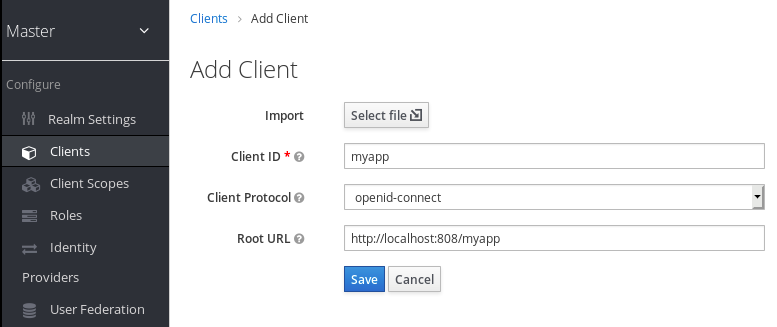 Master
Configure
Realm Settings
Clients
Client Scopes
Roles
Identity
Providers
User Federation
Clients > Add Client
Add Client
Import Select file
Client ID * myapp
Client Protocol openid-connect
Root URL http://localhost:808/myapp
Save Cancel